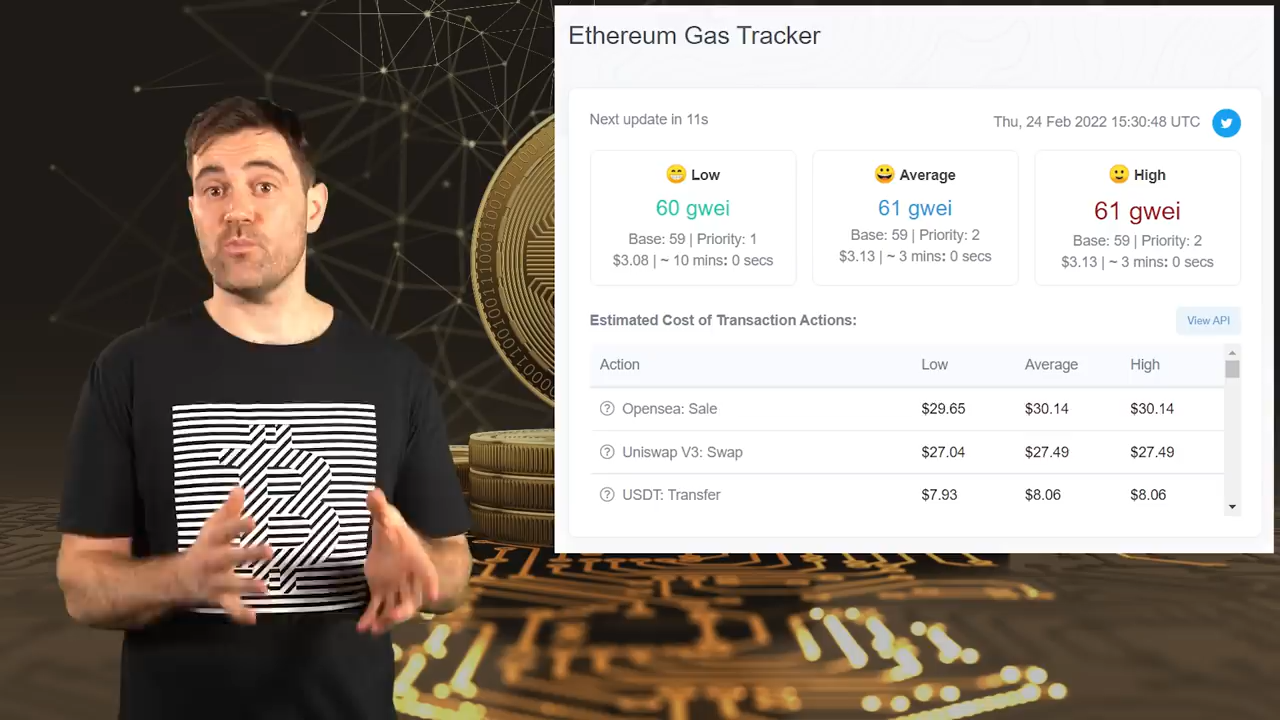 Ethereum Gas Tracker
Next update in 11s
Thu, 24 Feb 2022 15:30:48 UTC
😁 Low
60 gwei
Base: 59 | Priority: 1
$3.08 | ~ 10 mins: 0 secs
😀 Average
61 gwei
Base: 59 | Priority: 2
$3.13 | ~ 3 mins: 0 secs
🙂 High
61 gwei
Base: 59 | Priority: 2
$3.13 | ~ 3 mins: 0 secs
Estimated Cost of Transaction Actions:
View API
Action Low Average High
Opensea: Sale $29.65 $30.14 $30.14
Uniswap V3: Swap $27.04 $27.49 $27.49
USDT: Transfer $7.93 $8.06 $8.06